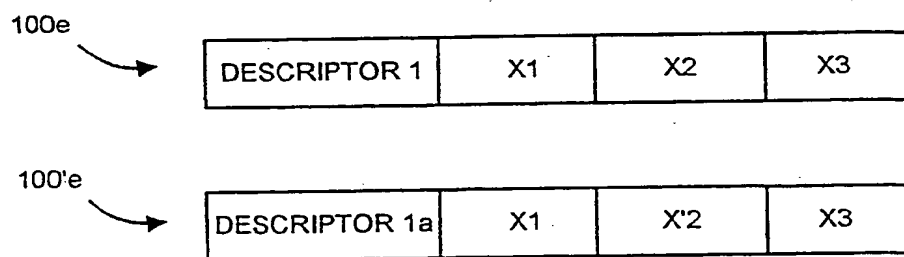 100e
DESCRIPTOR 1 X1 X2 X3
100'e
DESCRIPTOR 1a X1 X'2 X3